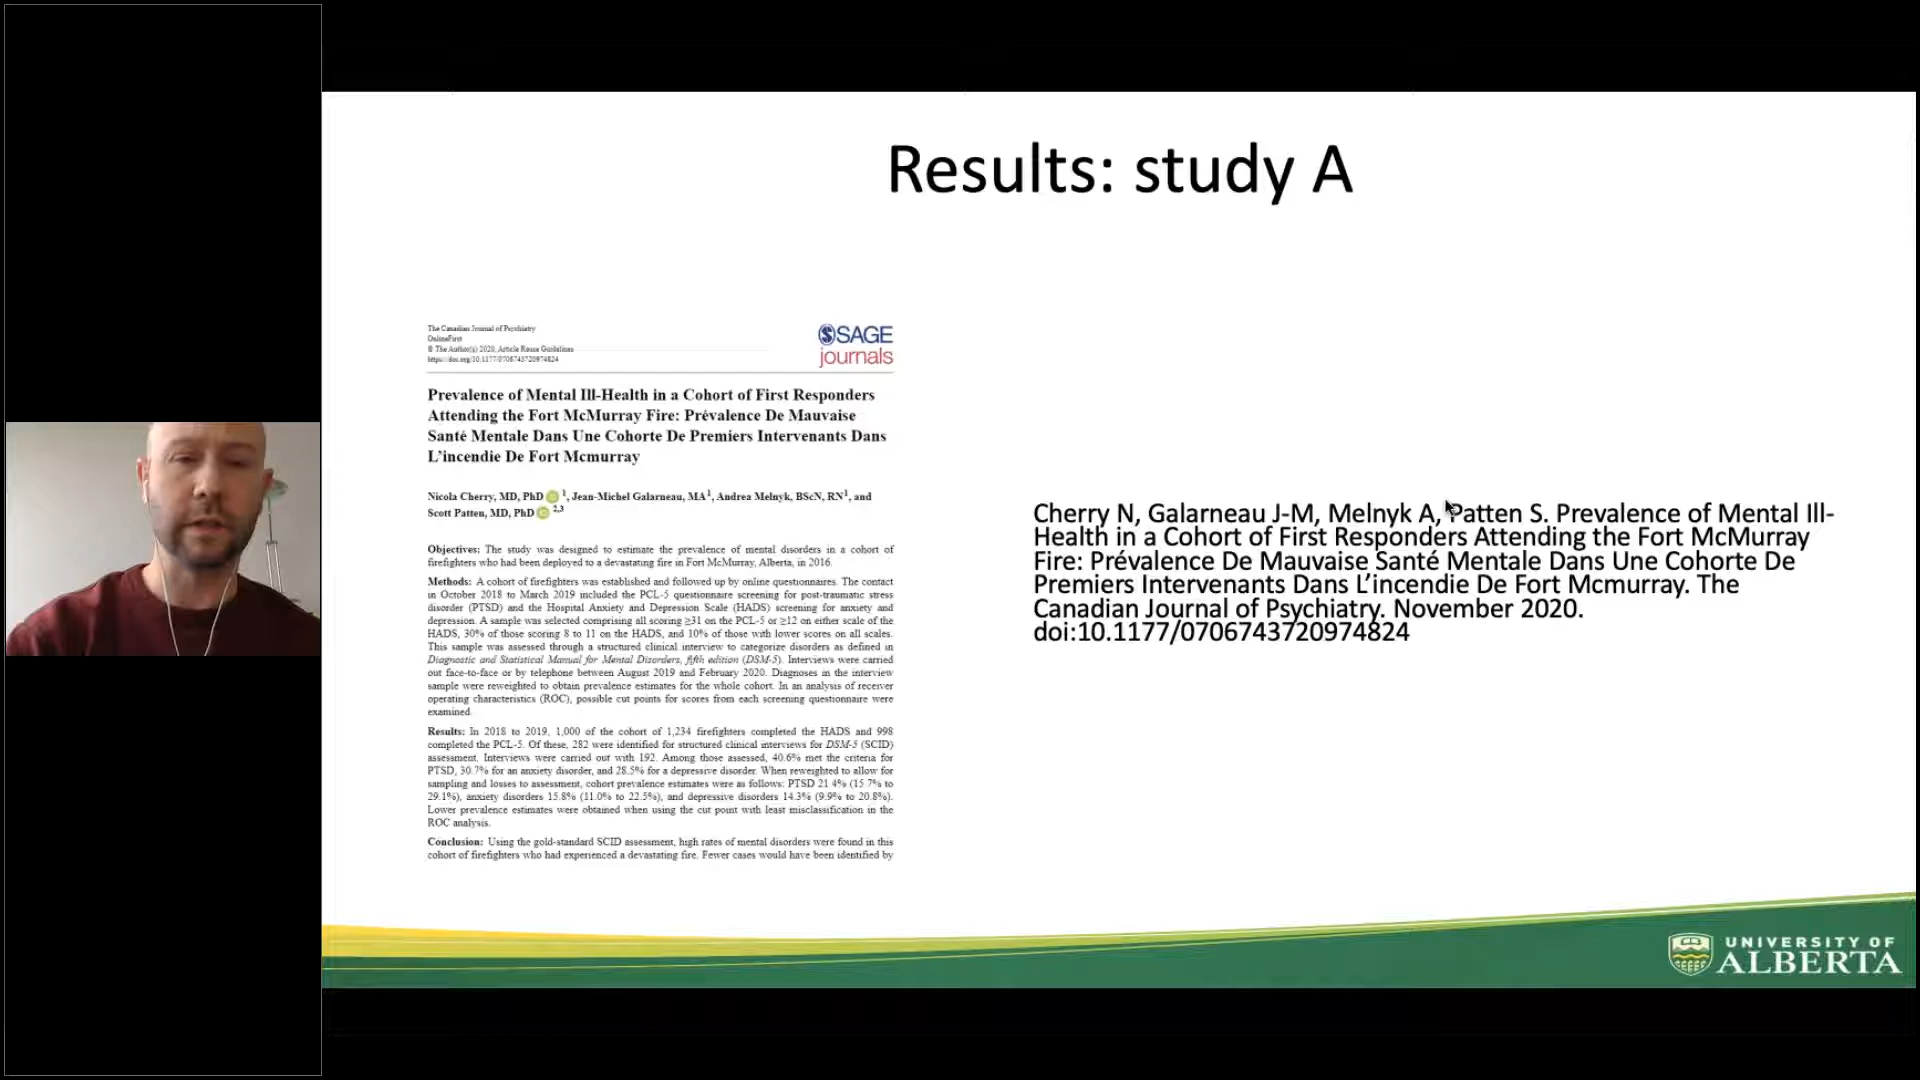 Results: study A
The Canadian Journal of Psychiatry
OnlineFirst
© The Author(s) 2020, Article Reuse Guidelines
https://doi.org/10.1177/0706743720974824
SAGE
journals
Prevalence of Mental Ill-Health in a Cohort of First Responders
Attending the Fort McMurray Fire: Prévalence De Mauvaise
Santé Mentale Dans Une Cohorte De Premiers Intervenants Dans
L’incendie De Fort Mcmurray
Nicola Cherry, MD, PhD iD 1, Jean-Michel Galarneau, MA1, Andrea Melnyk, BScN, RN1, and
Scott Patten, MD, PhD iD 2,3
Objectives: The study was designed to estimate the prevalence of mental disorders in a cohort of
firefighters who had been deployed to a devastating fire in Fort McMurray, Alberta, in 2016.
Methods: A cohort of firefighters was established and followed up by online questionnaires. The contact
in October 2018 to March 2019 included the PCL-5 questionnaire screening for post-traumatic stress
disorder (PTSD) and the Hospital Anxiety and Depression Scale (HADS) screening for anxiety and
depression. A sample was selected comprising all scoring ≥31 on the PCL-5 or ≥12 on either scale of the
HADS, 30% of those scoring 8 to 11 on the HADS, and 10% of those with lower scores on all scales.
This sample was assessed through a structured clinical interview to categorize disorders as defined in
Diagnostic and Statistical Manual for Mental Disorders, fifth edition (DSM-5). Interviews were carried
out face-to-face or by telephone between August 2019 and February 2020. Diagnoses in the interview
sample were reweighted to obtain prevalence estimates for the whole cohort. In an analysis of receiver
operating characteristics (ROC), possible cut points for scores from each screening questionnaire were
examined.
Results: In 2018 to 2019, 1,000 of the cohort of 1,234 firefighters completed the HADS and 998
completed the PCL-5. Of these, 282 were identified for structured clinical interviews for DSM-5 (SCID)
assessment. Interviews were carried out with 192. Among those assessed, 40.6% met the criteria for
PTSD, 30.7% for an anxiety disorder, and 28.5% for a depressive disorder. When reweighted to allow for
sampling and losses to assessment, cohort prevalence estimates were as follows: PTSD 21.4% (15.7% to
29.1%), anxiety disorders 15.8% (11.0% to 22.5%), and depressive disorders 14.3% (9.9% to 20.8%).
Lower prevalence estimates were obtained when using the cut point with least misclassification in the
ROC analysis.
Conclusion: Using the gold-standard SCID assessment, high rates of mental disorders were found in this
cohort of firefighters who had experienced a devastating fire. Fewer cases would have been identified by
Cherry N, Galarneau J-M, Melnyk A, Patten S. Prevalence of Mental Ill-
Health in a Cohort of First Responders Attending the Fort McMurray
Fire: Prévalence De Mauvaise Santé Mentale Dans Une Cohorte De
Premiers Intervenants Dans L’incendie De Fort Mcmurray. The
Canadian Journal of Psychiatry. November 2020.
doi:10.1177/0706743720974824
UNIVERSITY OF
ALBERTA